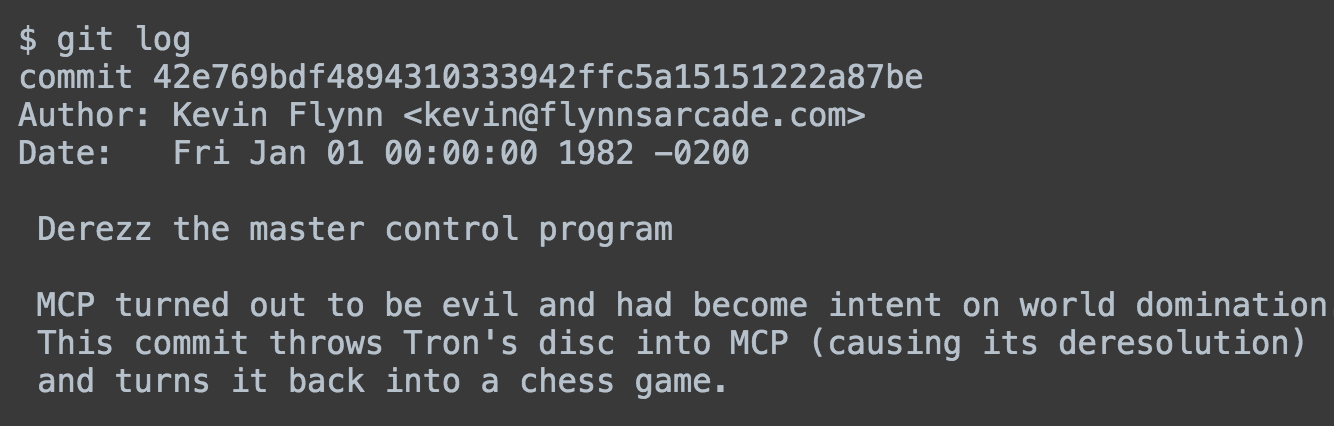 $ git log
commit 42e769bdf4894310333942ffc5a15151222a87be
Author: Kevin Flynn <kevin@flynnsarcade.com>
Date:   Fri Jan 01 00:00:00 1982 -0200

 Derezz the master control program

 MCP turned out to be evil and had become intent on world domination
 This commit throws Tron's disc into MCP (causing its deresolution)
 and turns it back into a chess game.